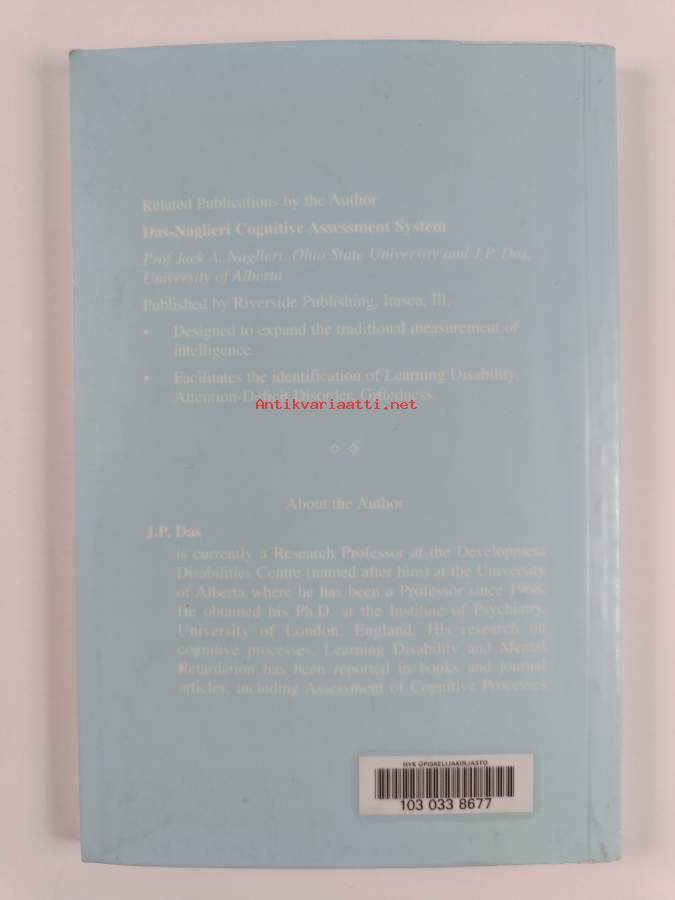 Related Publications by the Author
Das-Naglieri Cognitive Assessment System
Prof Jack A. Naglieri, Ohio State University and J.P. Das,
University of Alberta
Published by Riverside Publishing, Itasca, Ill.
• Designed to expand the traditional measurement of
intelligence.
• Facilitates the identification of Learning Disability,
Attention-Deficit Disorder, Giftedness
Antikvariaatti.net
About the Author
J.P. Das
is currently a Research Professor at the Development
Disabilities Centre (named after him) at the University
of Alberta where he has been a Professor since 1968.
He obtained his Ph.D. at the Institute of Psychiatry,
University of London, England. His research on
cognitive processes, Learning Disability and Mental
Retardation has been reported in books and journal
articles, including Assessment of Cognitive Processes
HYK OPISKELIJAKIRJASTO
103 033 8677